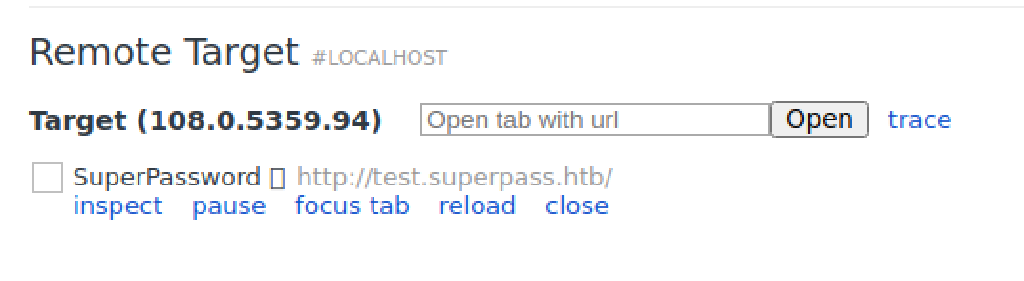 Remote Target #LOCALHOST
Target (108.0.5359.94) Open tab with url Open trace
SuperPassword http://test.superpass.htb/
inspect pause focus tab reload close